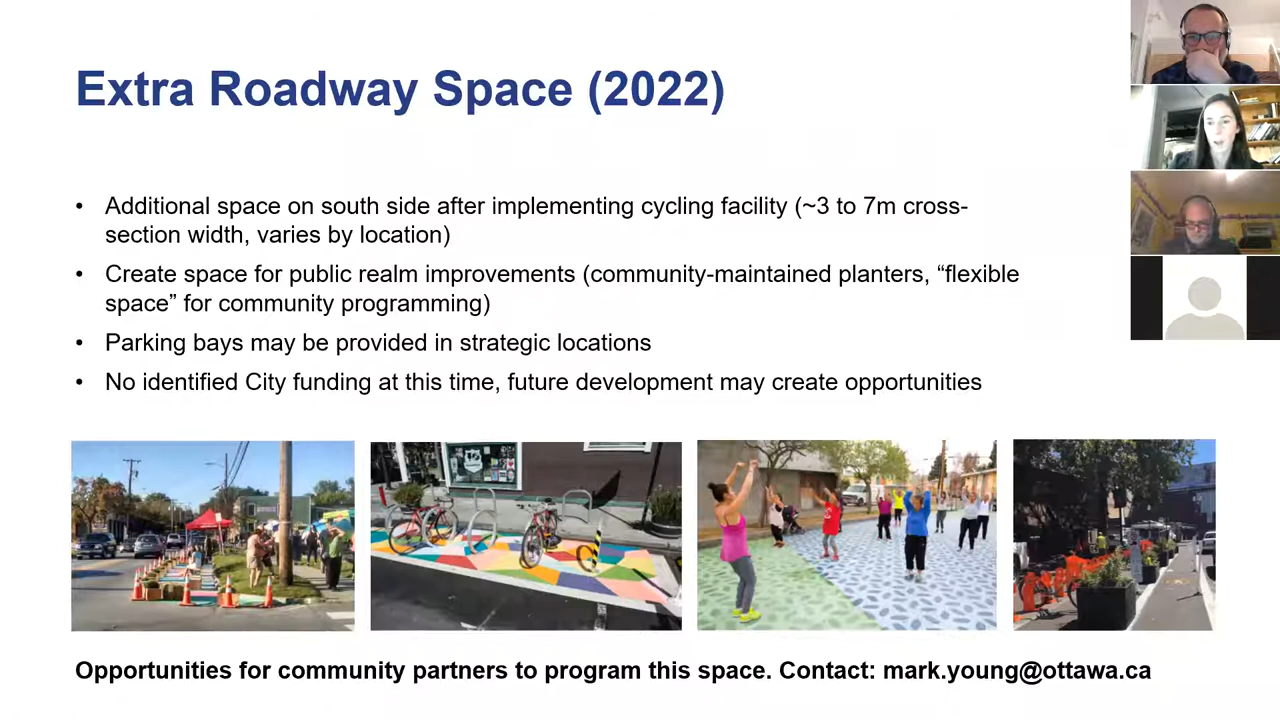 Extra Roadway Space (2022)
• Additional space on south side after implementing cycling facility (~3 to 7m cross-
section width, varies by location)
• Create space for public realm improvements (community-maintained planters, “flexible
space” for community programming)
• Parking bays may be provided in strategic locations
• No identified City funding at this time, future development may create opportunities
Opportunities for community partners to program this space. Contact: mark.young@ottawa.ca